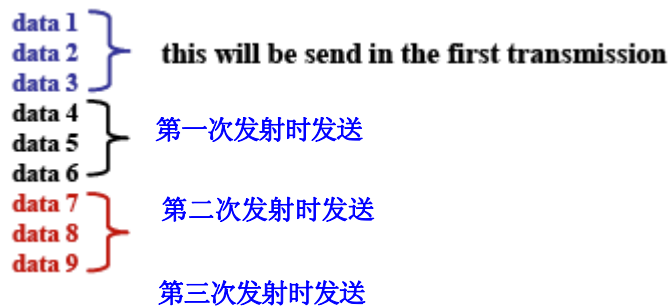 data 1
data 2
this will be send in the first transmission
data 3
data 4
第一次发射时发送
data 5
data 6
data 7
第二次发射时发送
data 8
data 9
第三次发射时发送